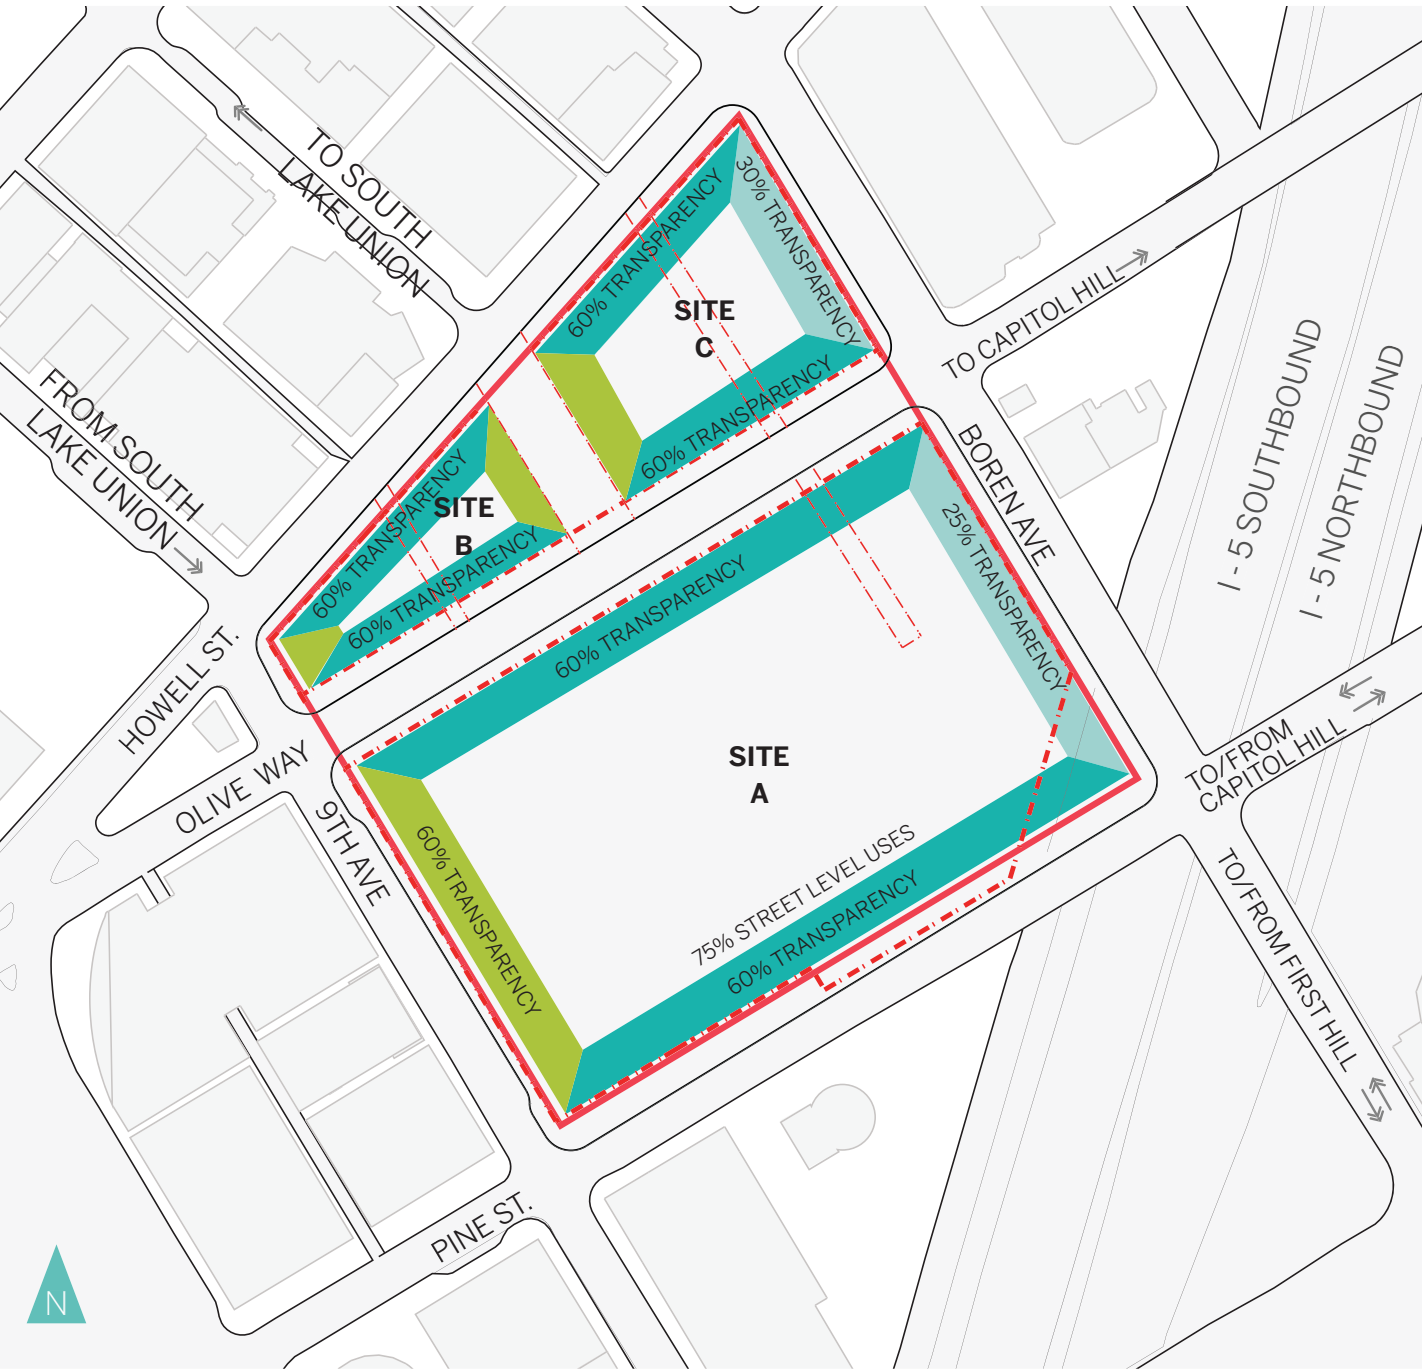 TO SOUTH
LAKE UNION
FROM SOUTH
LAKE UNION
30% TRANSPARENCY
60% TRANSPARENCY
SITE
C
60% TRANSPARENCY
TO CAPITOL HILL
I - 5 SOUTHBOUND
I - 5 NORTHBOUND
60% TRANSPARENCY
SITE
B
60% TRANSPARENCY
BOREN AVE
HOWELL ST.
OLIVE WAY
9TH AVE
60% TRANSPARENCY
25% TRANSPARENCY
SITE
A
60% TRANSPARENCY
75% STREET LEVEL USES
60% TRANSPARENCY
TO/FROM
CAPITOL HILL
TO/FROM FIRST HILL
PINE ST.
N